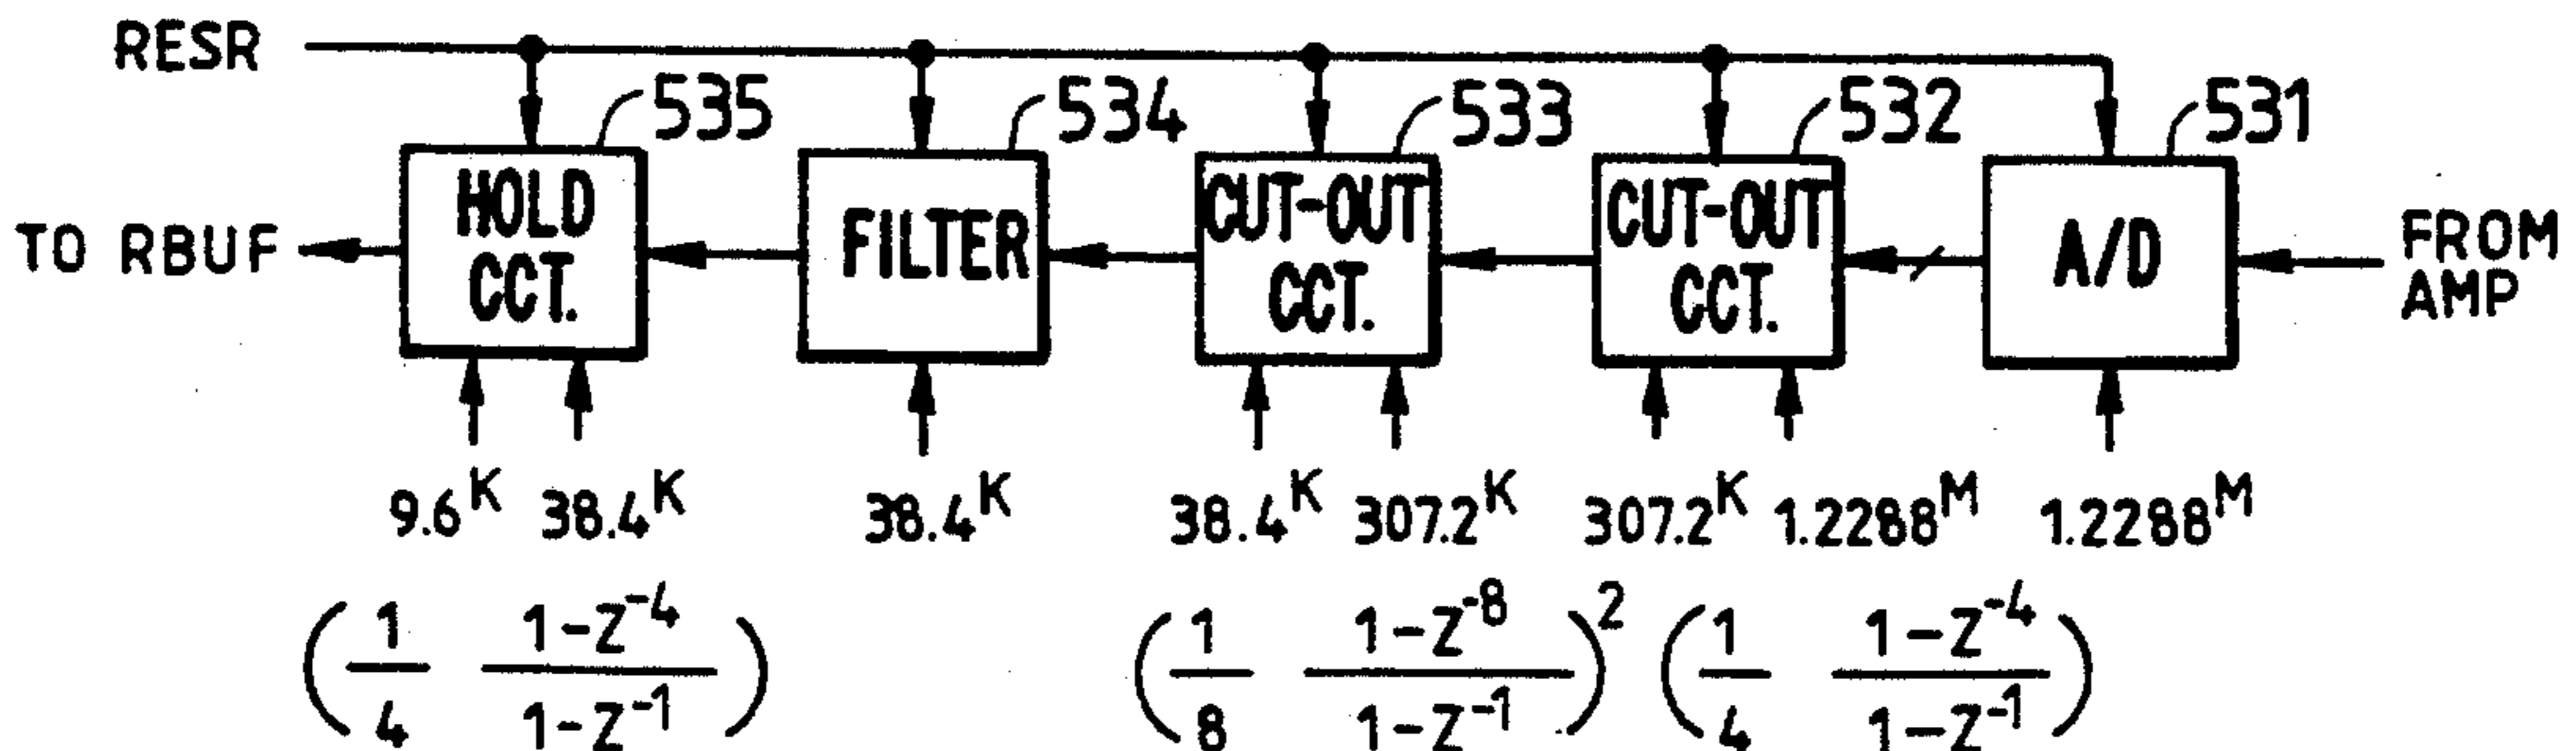 RESR
535
534
533
532
531
TO RBUF
HOLD
CCT.
FILTER
CUT-OUT
CCT.
CUT-OUT
CCT.
A/D
FROM
AMP
9.6K 38.4K 38.4K 38.4K 307.2K 307.2K 1.2288M 1.2288M
(1/4 1-Z^-4/1-Z^-1) (1/8 1-Z^-8/1-Z^-1)^2 (1/4 1-Z^-4/1-Z^-1)